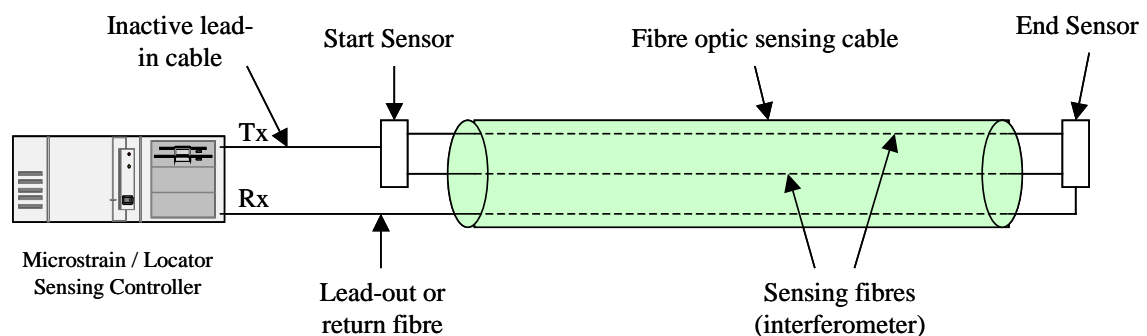 Inactive lead-
in cable
Start Sensor
Fibre optic sensing cable
End Sensor
Tx
Rx
Microstrain / Locator
Sensing Controller
Lead-out or
return fibre
Sensing fibres
(interferometer)